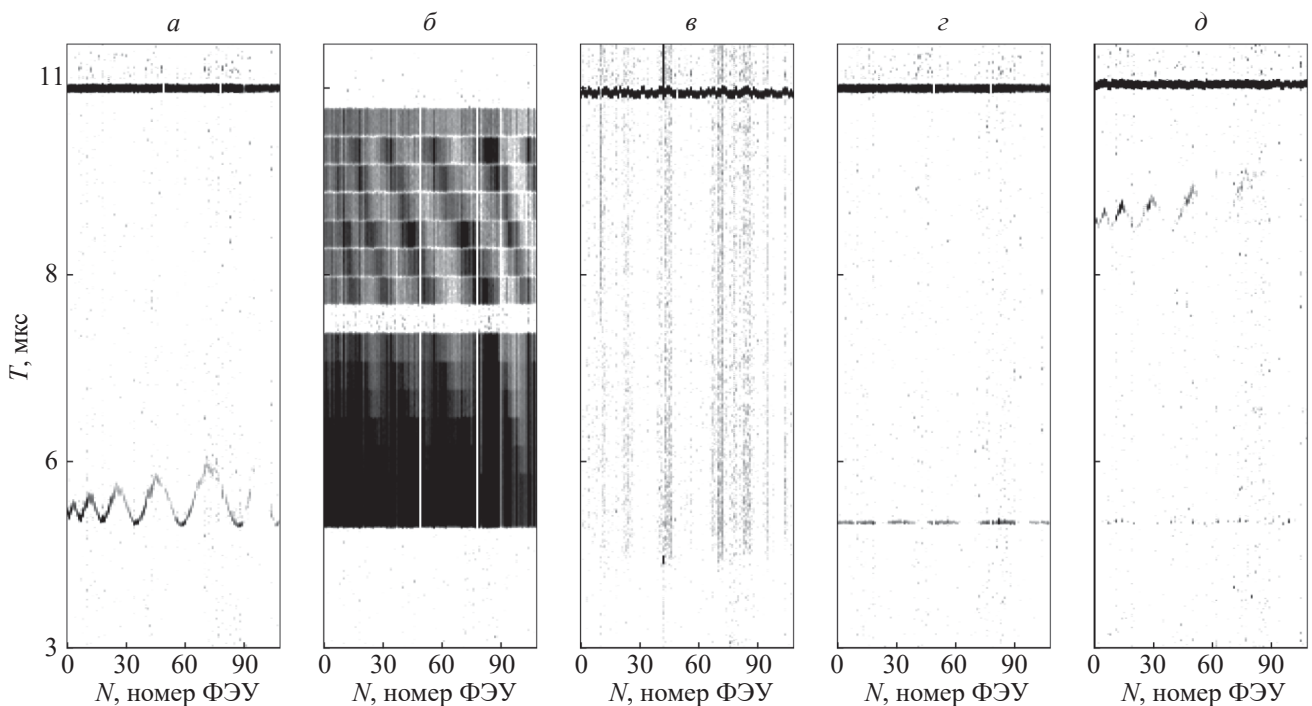 а б в г д
11
8
T, мкс
6
3
0 30 60 90 0 30 60 90 0 30 60 90 0 30 60 90 0 30 60 90
N, номер ФЭУ N, номер ФЭУ N, номер ФЭУ N, номер ФЭУ N, номер ФЭУ